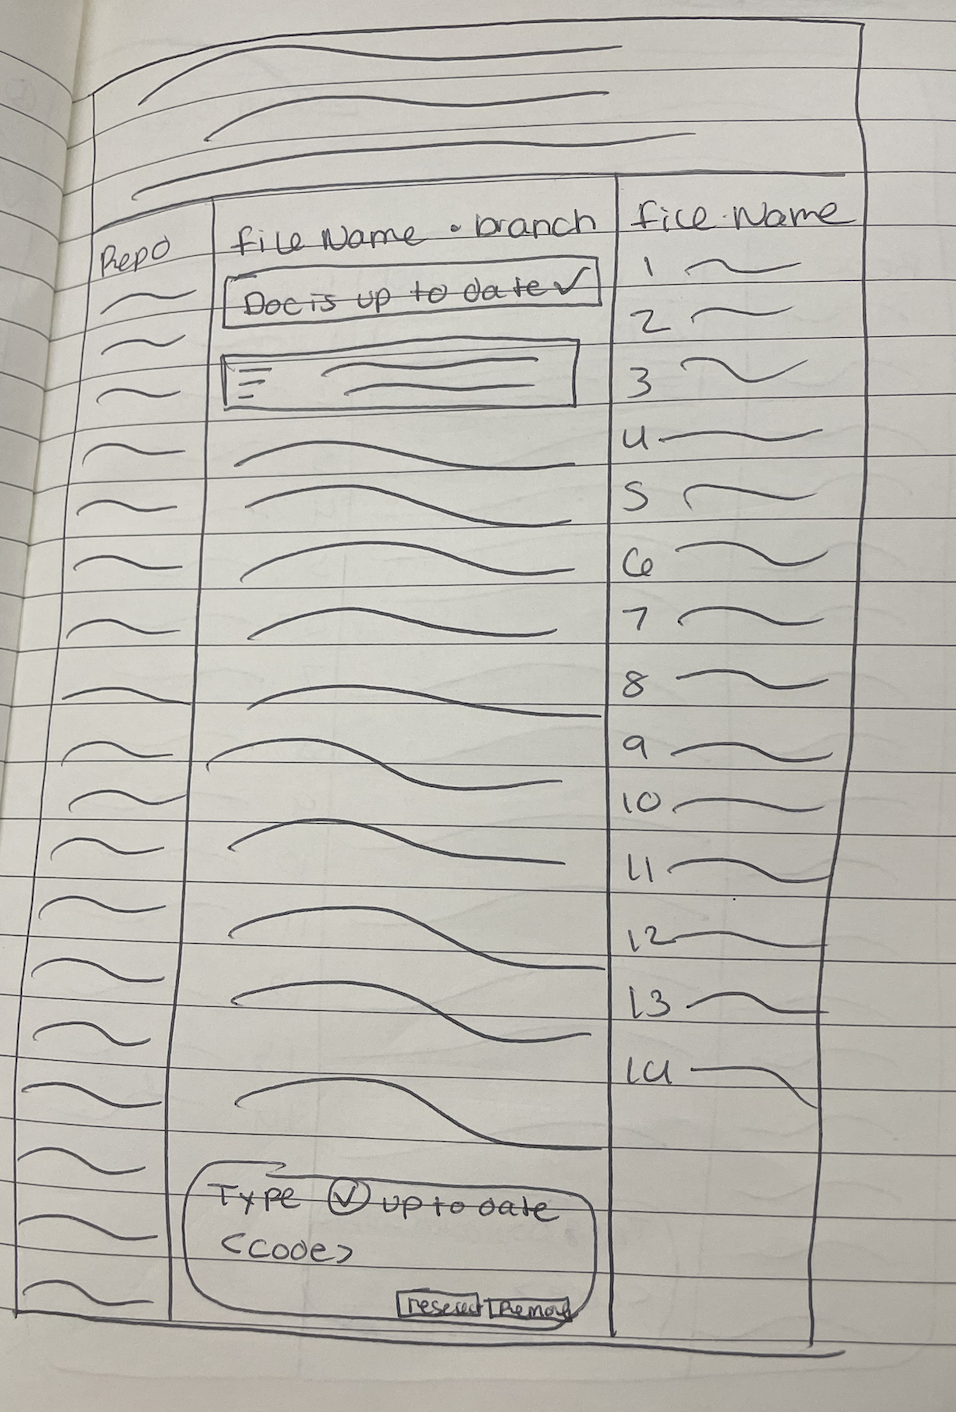 Repo
file Name • branch
Doc is up to date ✓
file Name
1
2
3
4
5
6
7
8
9
10
11
12
13
14
Type ✓ up to date
<code>
reselect Remove